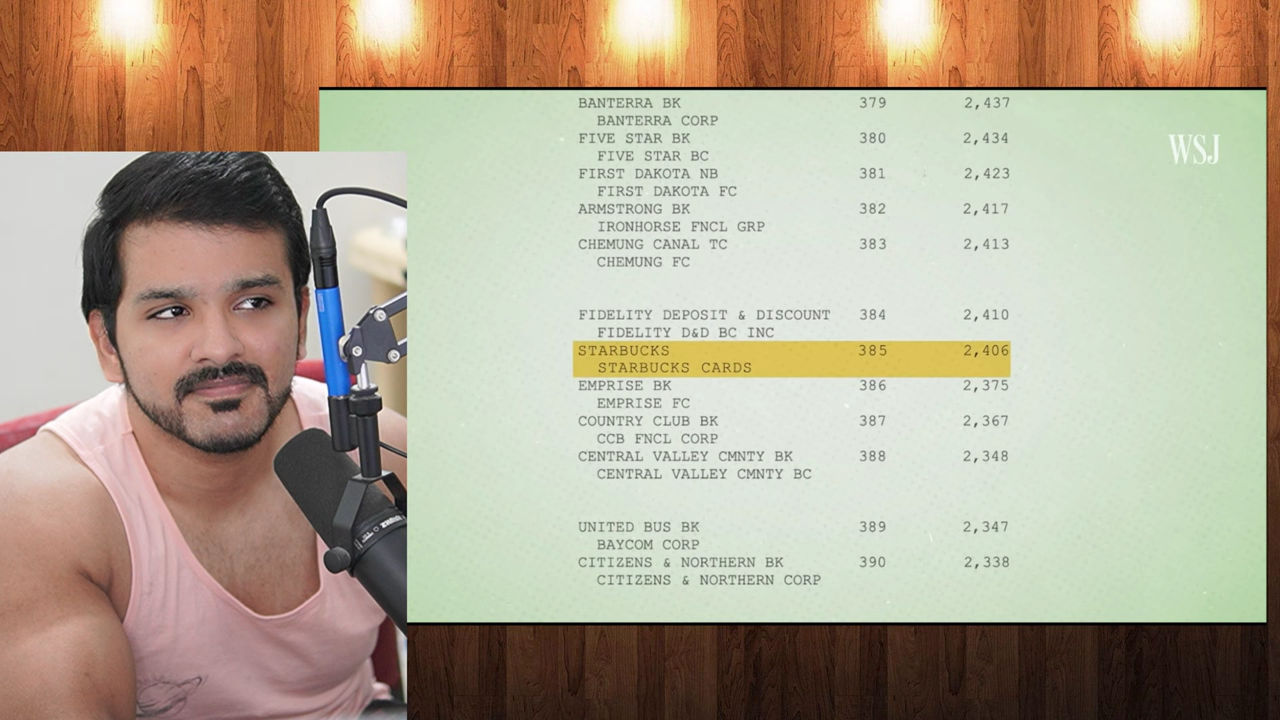 BANTERRA BK 379 2,437
BANTERRA CORP
FIVE STAR BK 380 2,434
FIVE STAR BC
WSJ
FIRST DAKOTA NB 381 2,423
FIRST DAKOTA FC
ARMSTRONG BK 382 2,417
IRONHORSE FNCL GRP
CHEMUNG CANAL TC 383 2,413
CHEMUNG FC
FIDELITY DEPOSIT & DISCOUNT 384 2,410
FIDELITY D&D BC INC
STARBUCKS 385 2,406
STARBUCKS CARDS
EMPRISE BK 386 2,375
EMPRISE FC
COUNTRY CLUB BK 387 2,367
CCB FNCL CORP
CENTRAL VALLEY CMNTY BK 388 2,348
CENTRAL VALLEY CMNTY BC
UNITED BUS BK 389 2,347
BAYCOM CORP
CITIZENS & NORTHERN BK 390 2,338
CITIZENS & NORTHERN CORP